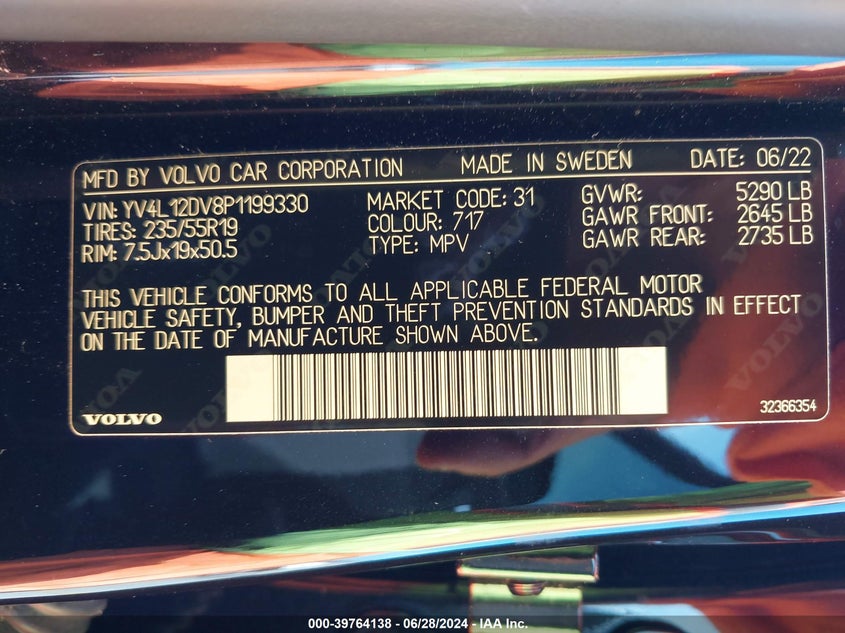 MFD BY VOLVO CAR CORPORATION MADE IN SWEDEN DATE: 06/22
VIN: YV4L12DV8P1199330 MARKET CODE: 31 GVWR: 5290 LB
TIRES: 235/55R19 COLOUR: 717 GAWR FRONT: 2645 LB
RIM: 7.5Jx19x50.5 TYPE: MPV GAWR REAR: 2735 LB
THIS VEHICLE CONFORMS TO ALL APPLICABLE FEDERAL MOTOR
VEHICLE SAFETY, BUMPER AND THEFT PREVENTION STANDARDS IN EFFECT
ON THE DATE OF MANUFACTURE SHOWN ABOVE.
VOLVO 32366354
000-39764138 - 06/28/2024 - IAA Inc.